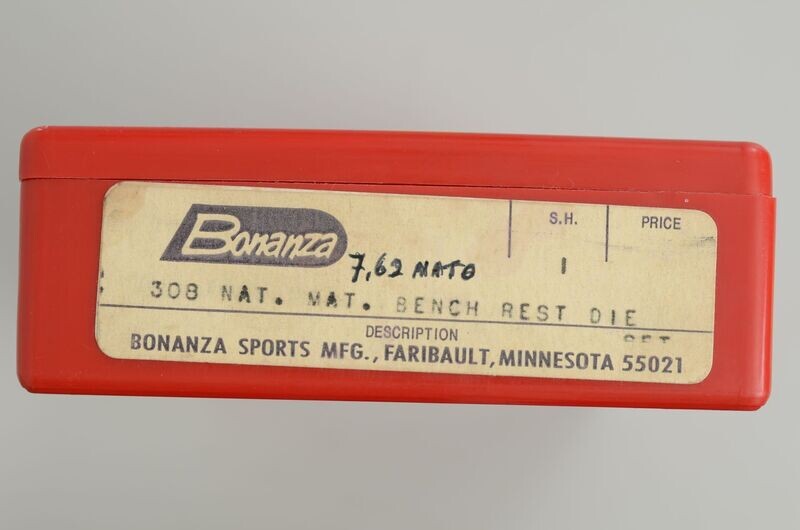 Bonanza
S.H.
PRICE
7,62 NATO
1
308 NAT. MAT. BENCH REST DIE
SET
DESCRIPTION
BONANZA SPORTS MFG., FARIBAULT, MINNESOTA 55021